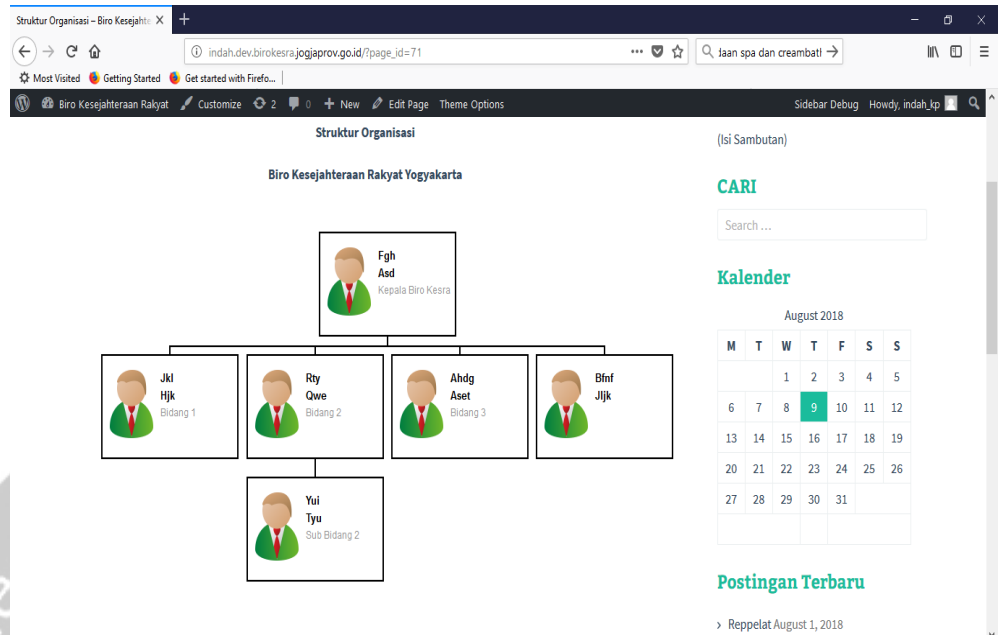 Struktur Organisasi – Biro Kesejahte
indah.dev.birokesra.jogjaprov.go.id/?page_id=71
daan spa dan creambatl
Most Visited Getting Started Get started with Firefo...
Biro Kesejahteraan Rakyat Customize 2 0 New Edit Page Theme Options Sidebar Debug Howdy, indah_kp
Struktur Organisasi
Biro Kesejahteraan Rakyat Yogyakarta
Fgh
Asd
Kepala Biro Kesra
Jkl
Hjk
Bidang 1
Rty
Qwe
Bidang 2
Ahdg
Aset
Bidang 3
Bfnf
Jljk
Yui
Tyu
Sub Bidang 2
(Isi Sambutan)
CARI
Search ...
Kalender
August 2018
M T W T F S S
1 2 3 4 5
6 7 8 9 10 11 12
13 14 15 16 17 18 19
20 21 22 23 24 25 26
27 28 29 30 31
Postingan Terbaru
› Reppelat August 1, 2018